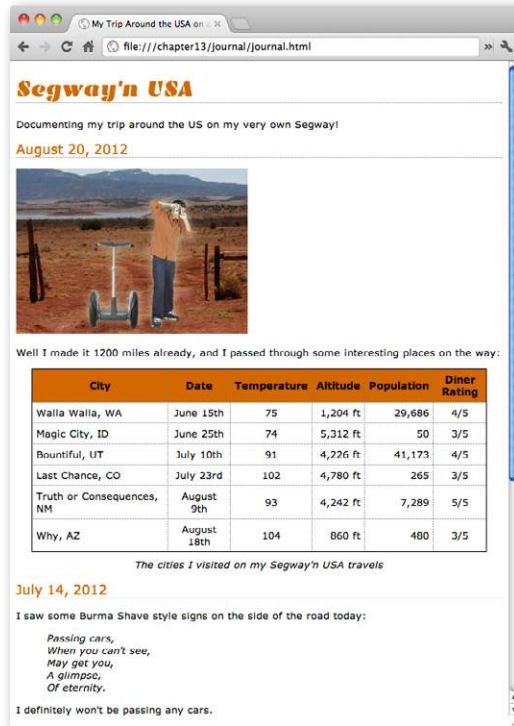 My Trip Around the USA on
file:///chapter13/journal/journal.html
Segway'n USA
Documenting my trip around the US on my very own Segway!
August 20, 2012
Well I made it 1200 miles already, and I passed through some interesting places on the way:
City Date Temperature Altitude Population Diner Rating
Walla Walla, WA June 15th 75 1,204 ft 29,686 4/5
Magic City, ID June 25th 74 5,312 ft 50 3/5
Bountiful, UT July 10th 91 4,226 ft 41,173 4/5
Last Chance, CO July 23rd 102 4,780 ft 265 3/5
Truth or Consequences, NM August 9th 93 4,242 ft 7,289 5/5
Why, AZ August 18th 104 860 ft 480 3/5
The cities I visited on my Segway'n USA travels
July 14, 2012
I saw some Burma Shave style signs on the side of the road today:
Passing cars,
When you can't see,
May get you,
A glimpse,
Of eternity.
I definitely won't be passing any cars.